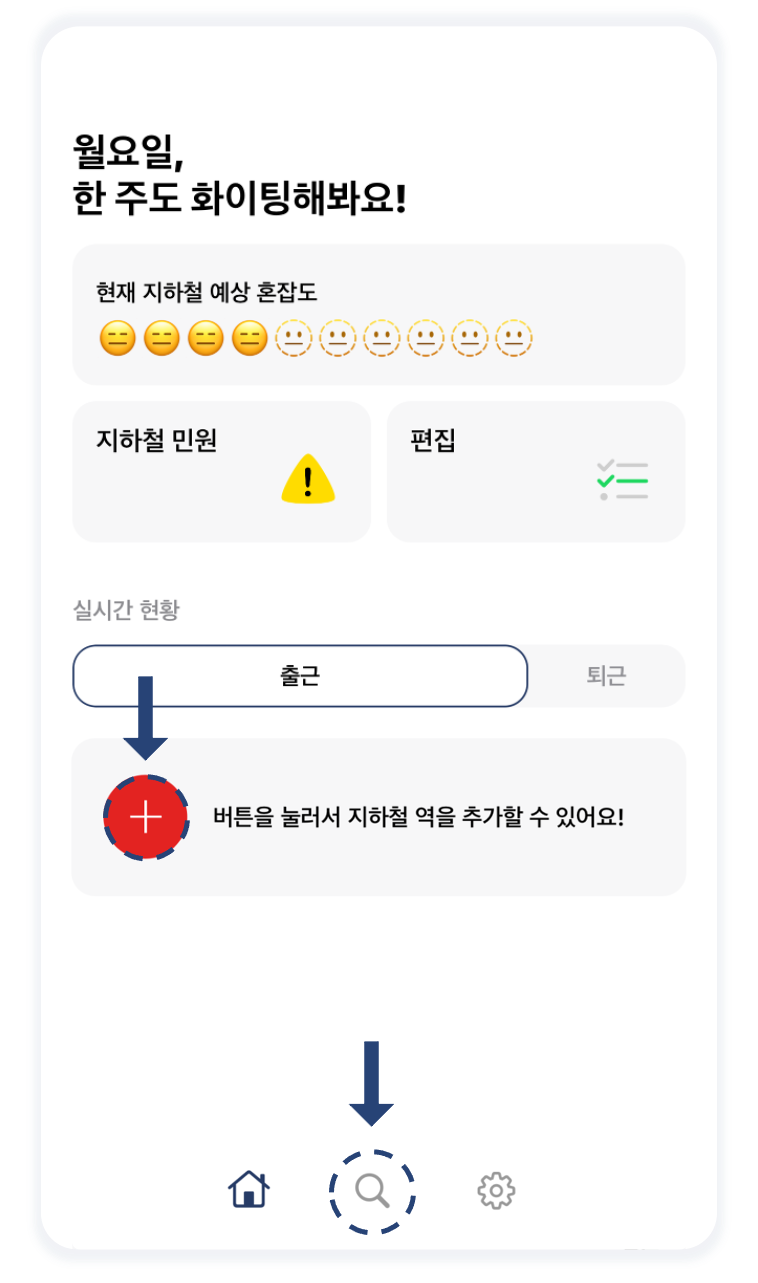 월요일,
한 주도 화이팅해봐요!
현재 지하철 예상 혼잡도
지하철 민원
편집
실시간 현황
출근
퇴근
버튼을 눌러서 지하철 역을 추가할 수 있어요!